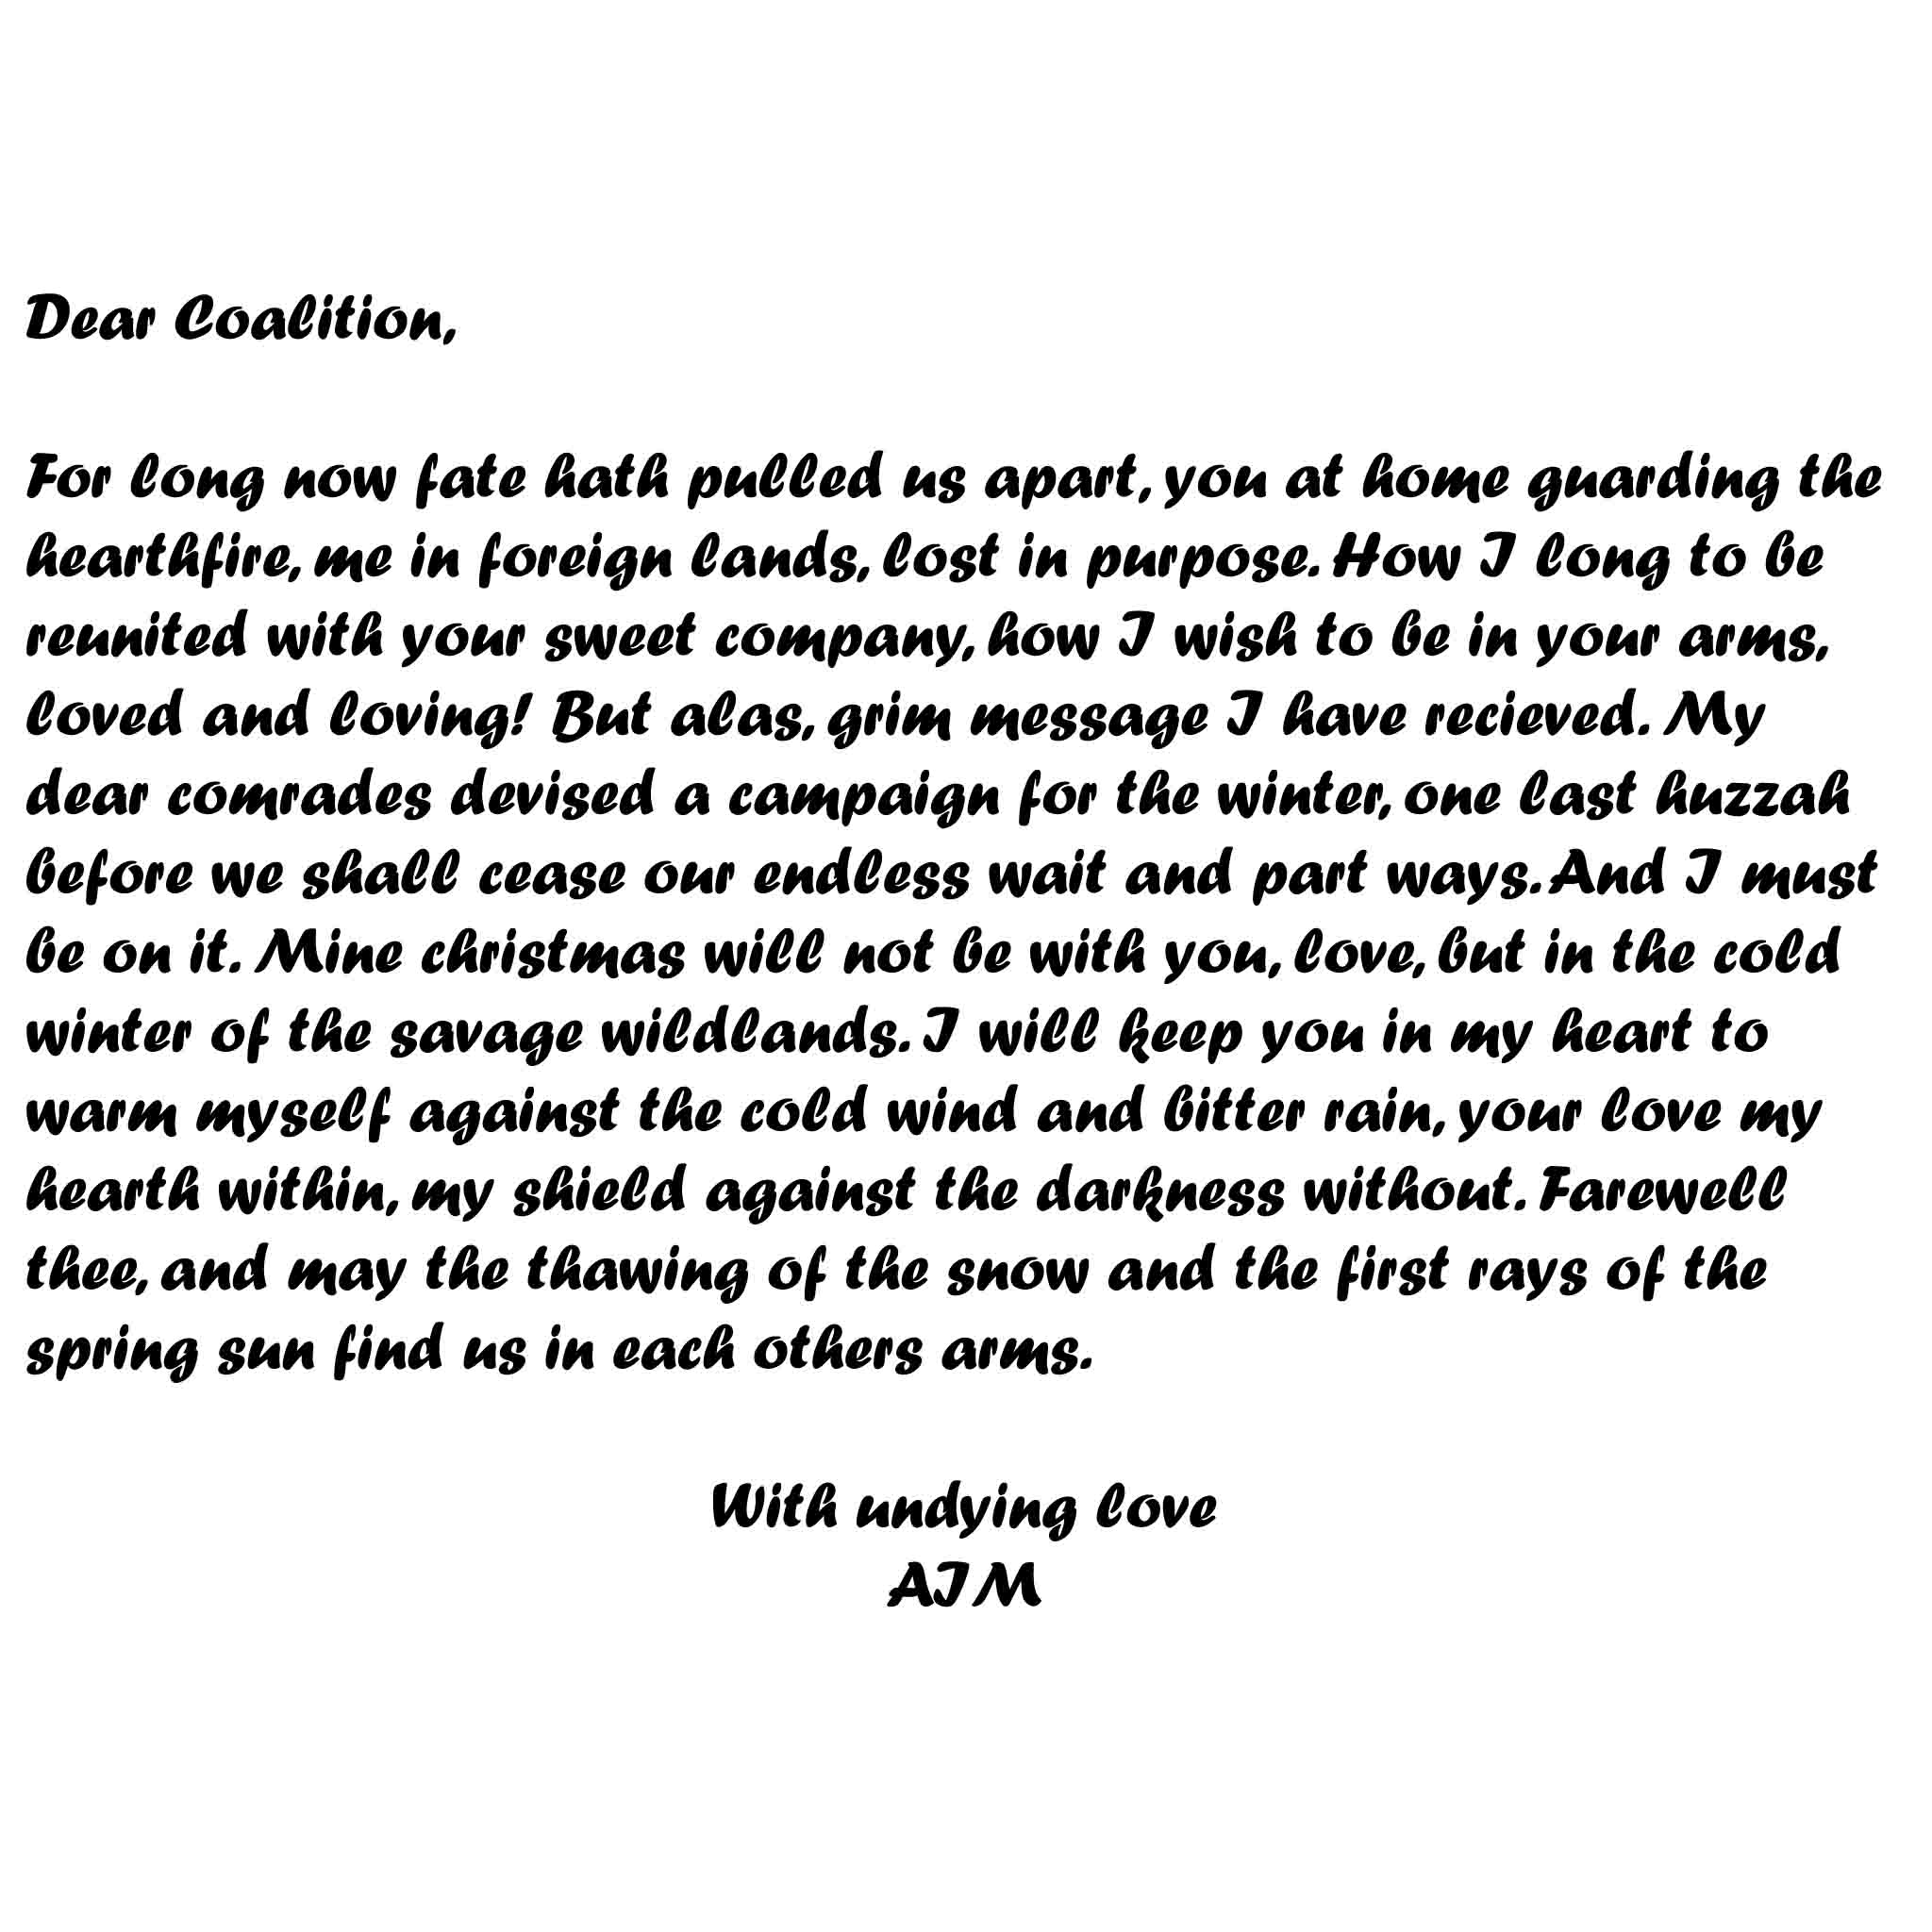 Dear Coalition,
For long now fate hath pulled us apart, you at home guarding the
hearthfire, me in foreign lands, lost in purpose. How I long to be
reunited with your sweet company, how I wish to be in your arms,
loved and loving! But alas, grim message I have recieved. My
dear comrades devised a campaign for the winter, one last huzzah
before we shall cease our endless wait and part ways. And I must
be on it. Mine christmas will not be with you, love, but in the cold
winter of the savage wildlands. I will keep you in my heart to
warm myself against the cold wind and bitter rain, your love my
hearth within, my shield against the darkness without. Farewell
thee, and may the thawing of the snow and the first rays of the
spring sun find us in each others arms.
With undying love
AIM